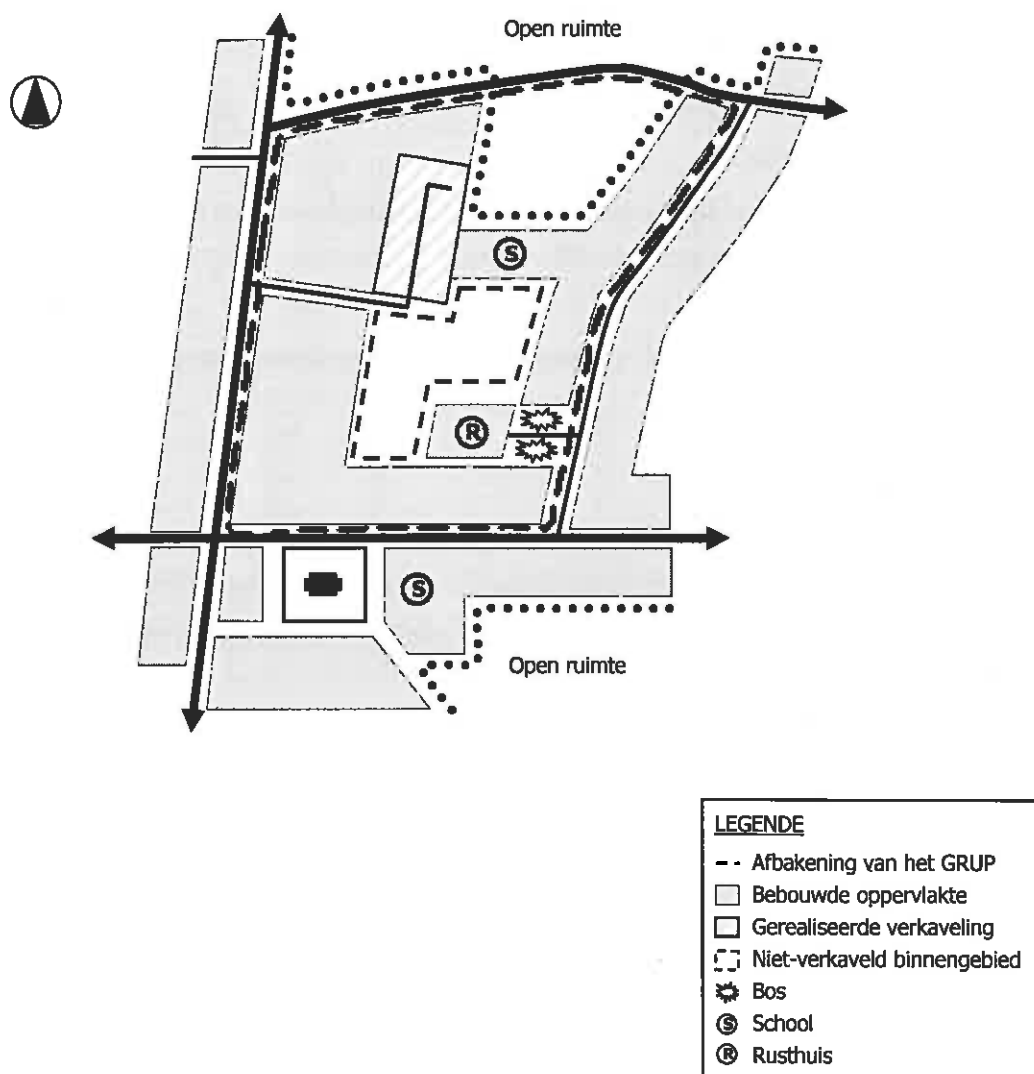 Open ruimte
S
R
S
Open ruimte
LEGENDE
Afbakening van het GRUP
Bebouwde oppervlakte
Gerealiseerde verkaveling
Niet-verkaveld binnengebied
Bos
S School
R Rusthuis